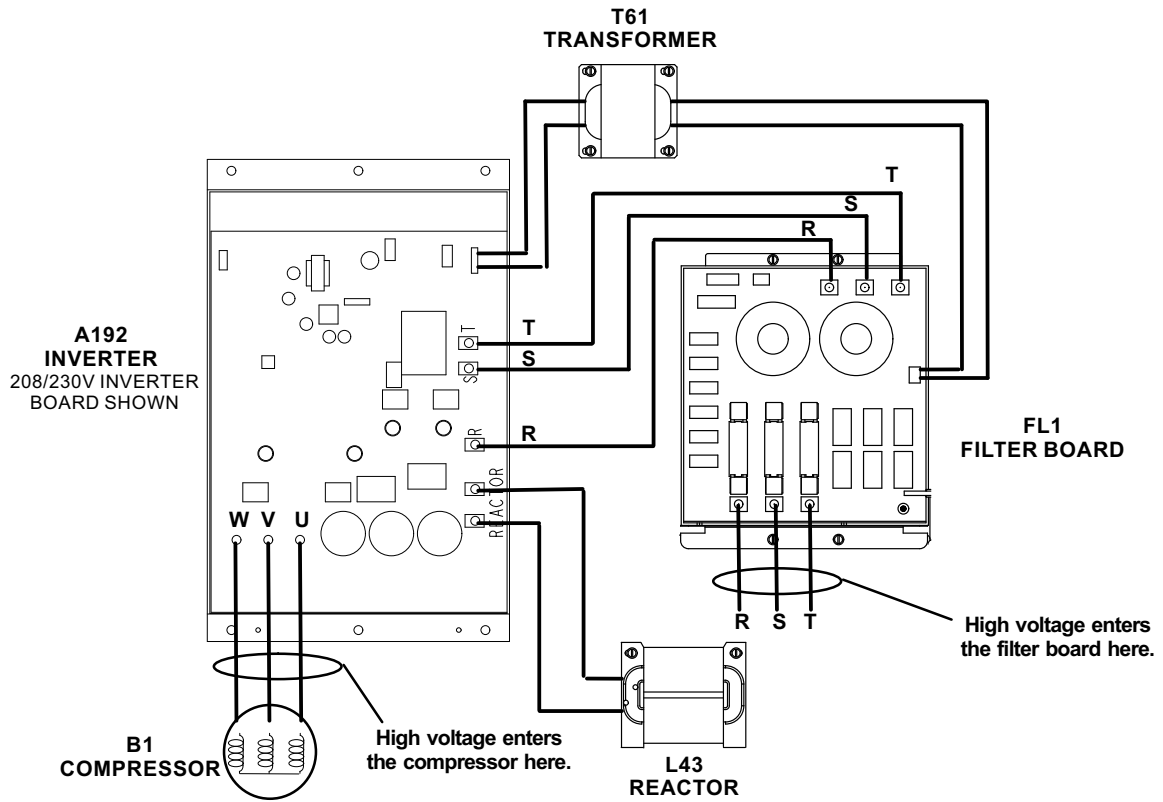 T61
TRANSFORMER
T
S
R
A192
INVERTER
208/230V INVERTER
BOARD SHOWN
T
S
T
S
R
R
REACTOR
W V U
FL1
FILTER BOARD
R S T
High voltage enters
the filter board here.
High voltage enters
the compressor here.
B1
COMPRESSOR
L43
REACTOR